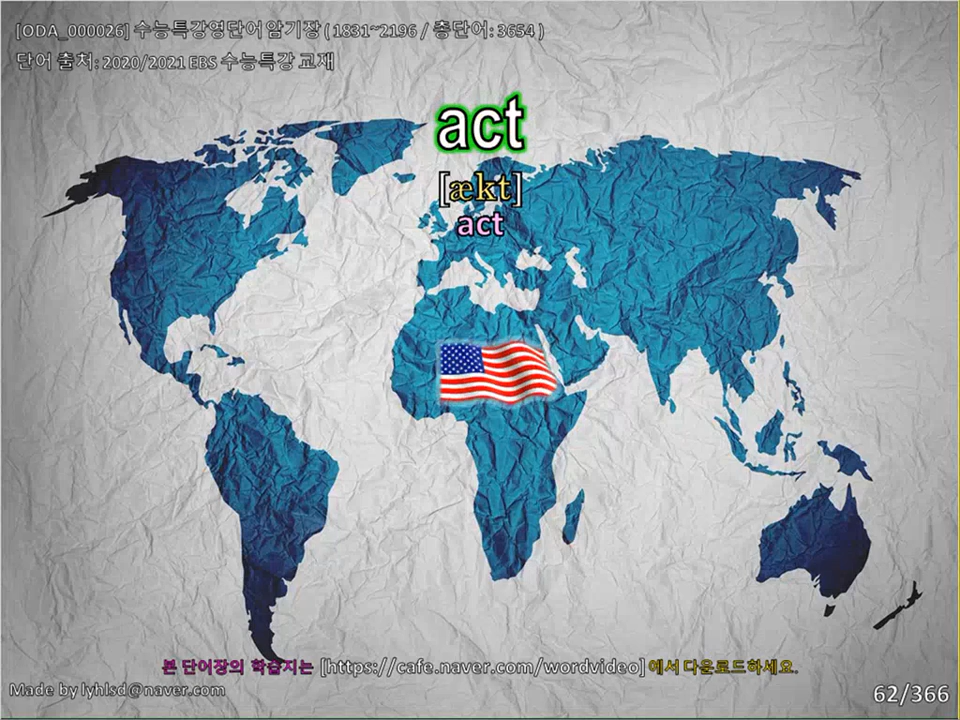 [ODA_000026] 수능특강영단어 암기장 ( 1831~2196 / 총단어: 3654 )
단어 출처: 2020/2021 EBS 수능특강 교재
act
[ækt]
act
본 단어장의 학습지는 [https://cafe.naver.com/wordvideo] 에서 다운로드하세요.
Made by lyhlsd@naver.com
62/366